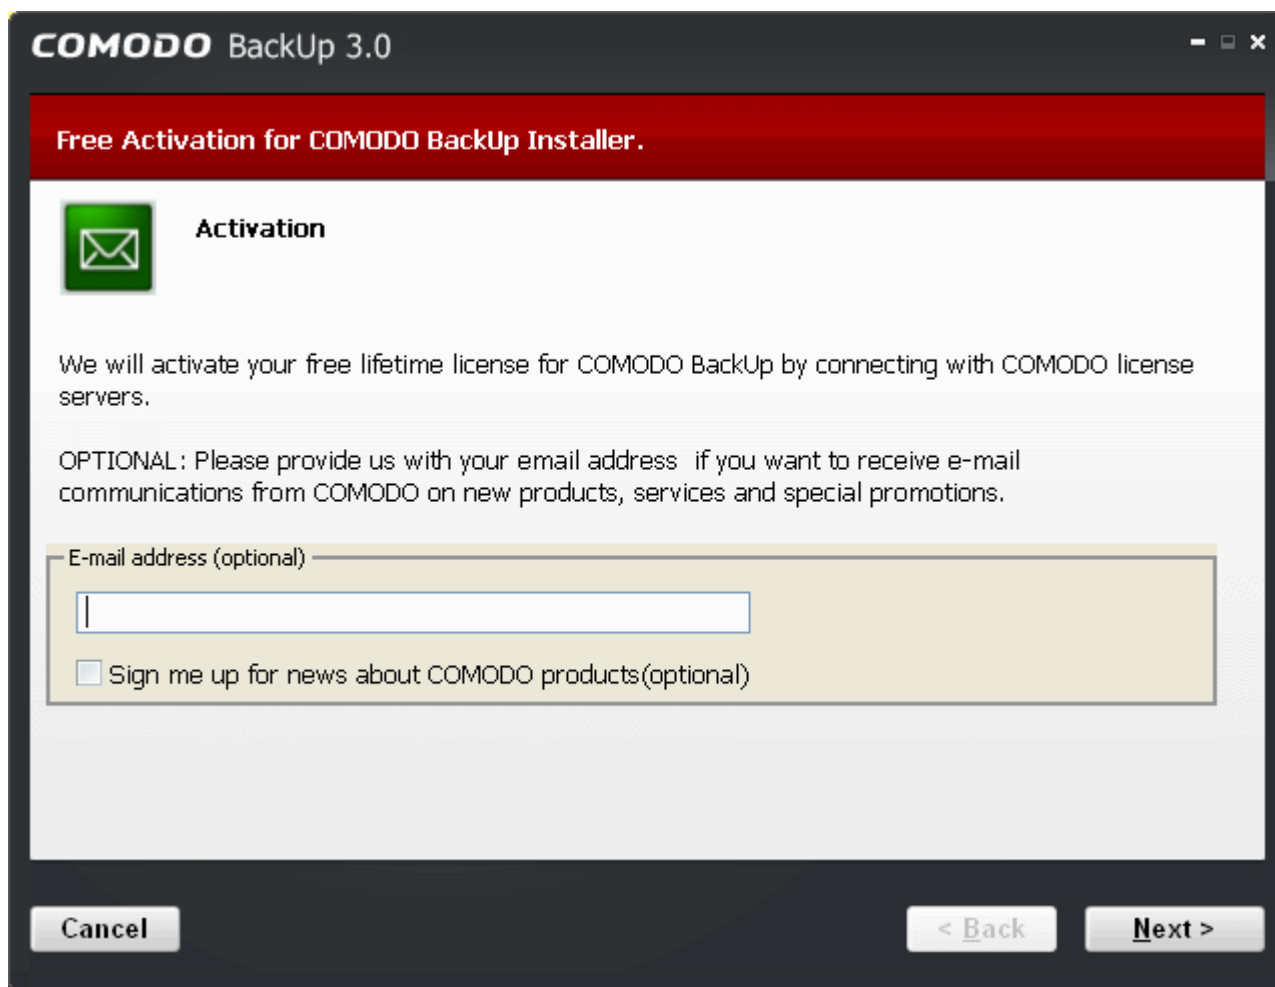 COMODO BackUp 3.0
Free Activation for COMODO BackUp Installer.
Activation
We will activate your free lifetime license for COMODO BackUp by connecting with COMODO license
servers.
OPTIONAL: Please provide us with your email address  if you want to receive e-mail
communications from COMODO on new products, services and special promotions.
E-mail address (optional)
Sign me up for news about COMODO products(optional)
Cancel
< Back
Next >